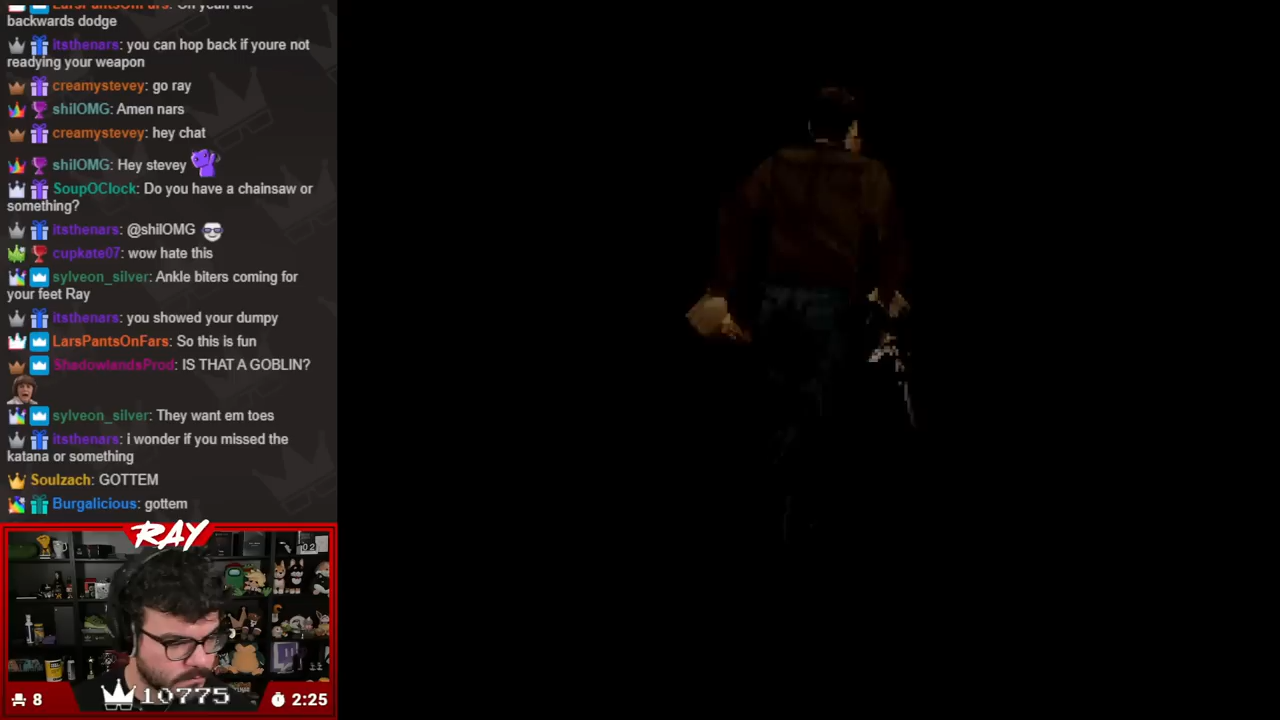 LarsPantsOnFars: Oh yeah the
backwards dodge
itsthenars: you can hop back if youre not
readying your weapon
creamystevey: go ray
shilOMG: Amen nars
creamystevey: hey chat
shilOMG: Hey stevey
SoupOClock: Do you have a chainsaw or
something?
itsthenars: @shilOMG
cupkate07: wow hate this
sylveon_silver: Ankle biters coming for
your feet Ray
itsthenars: you showed your dumpy
LarsPantsOnFars: So this is fun
ShadowlandsProd: IS THAT A GOBLIN?
sylveon_silver: They want em toes
itsthenars: i wonder if you missed the
katana or something
Soulzach: GOTTEM
Burgalicious: gottem
RAY
8
10775
2:25